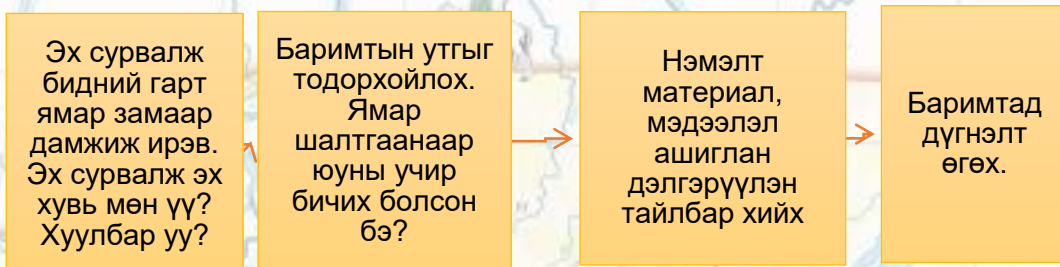 Эх сурвалж
бидний гарт
ямар замаар
дамжиж ирэв.
Эх сурвалж эх
хувь мөн үү?
Хуулбар уу?
Баримтын утгыг
тодорхойлох.
Ямар
шалтгаанаар
юуны учир
бичих болсон
бэ?
Нэмэлт
материал,
мэдээлэл
ашиглан
дэлгэрүүлэн
тайлбар хийх
Баримтад
дүгнэлт
өгөх.